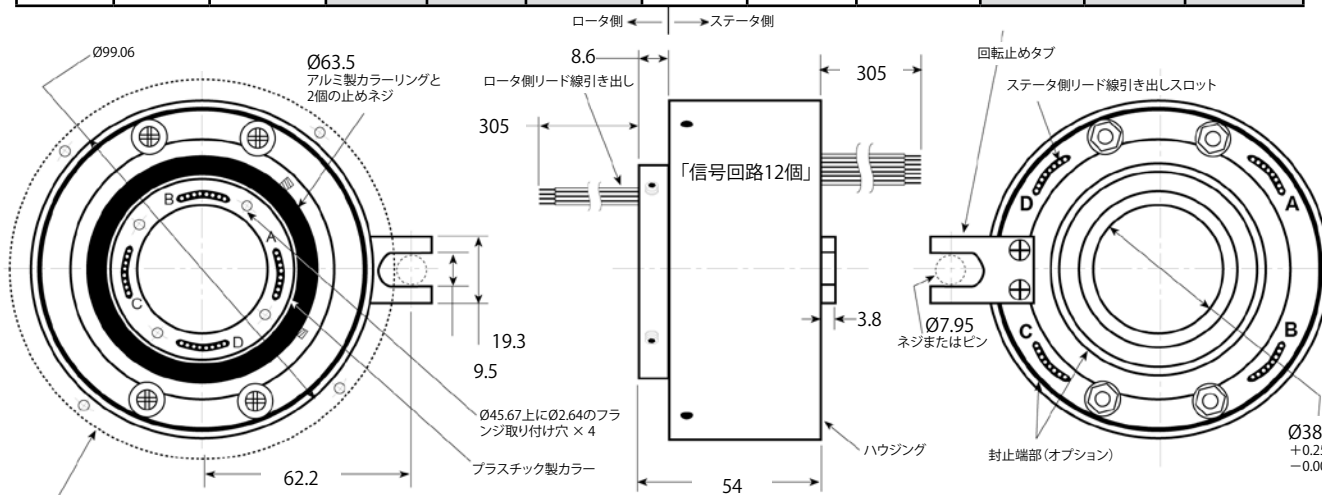 ロータ側
ステータ側
Ø99.06
Ø63.5
アルミ製カラーリングと
2個の止めネジ
8.6
ロータ側リード線引き出し
305
305
回転止めタブ
ステータ側リード線引き出しスロット
「信号回路12個」
B
A
C
D
D
A
C
B
19.3
9.5
3.8
Ø7.95
ネジまたはピン
Ø45.67上にØ2.64のフラ
ンジ取り付け穴 × 4
プラスチック製カラー
62.2
54
ハウジング
封止端部（オプション）
Ø38
+0.25